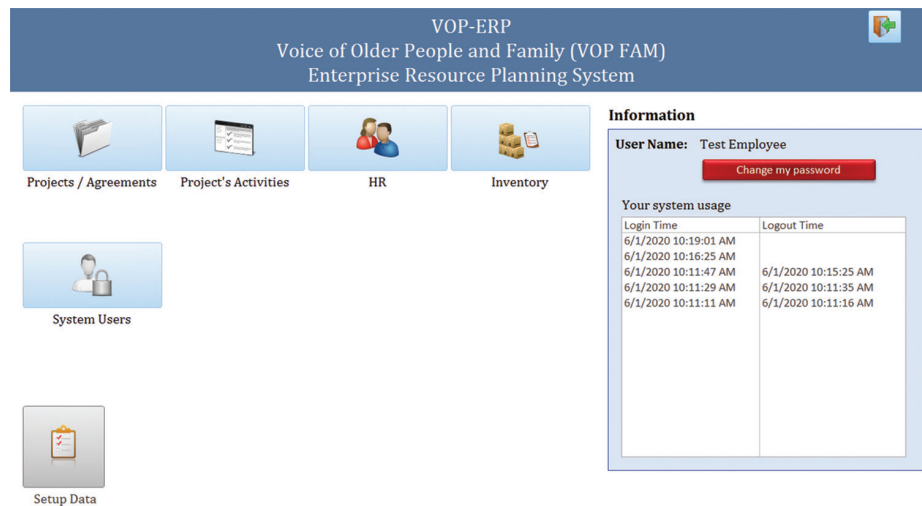 VOP-ERP
Voice of Older People and Family (VOP FAM)
Enterprise Resource Planning System
Projects / Agreements
Project's Activities
HR
Inventory
System Users
Setup Data
Information
User Name: Test Employee
Change my password
Your system usage
Login Time Logout Time
6/1/2020 10:19:01 AM
6/1/2020 10:16:25 AM
6/1/2020 10:11:47 AM 6/1/2020 10:15:25 AM
6/1/2020 10:11:29 AM 6/1/2020 10:11:35 AM
6/1/2020 10:11:11 AM 6/1/2020 10:11:16 AM